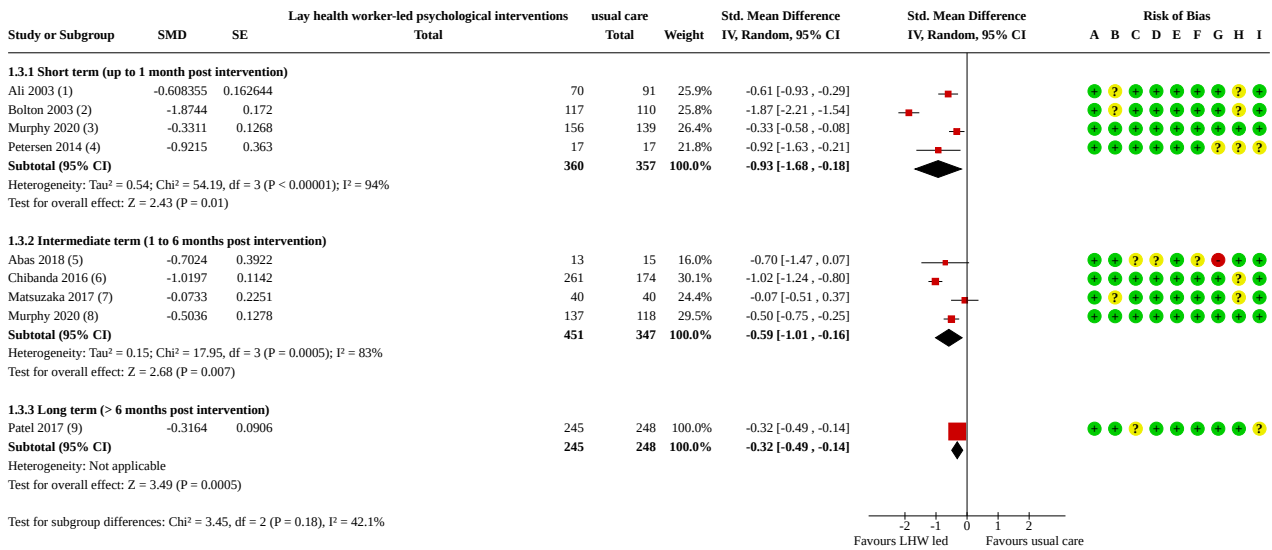 Lay health worker-led psychological interventions usual care Std. Mean Difference Std. Mean Difference Risk of Bias
Study or Subgroup SMD SE Total Total Weight IV, Random, 95% CI IV, Random, 95% CI A B C D E F G H I
1.3.1 Short term (up to 1 month post intervention)
Ali 2003 (1) -0.608355 0.162644 70 91 25.9% -0.61 [-0.93 , -0.29] + ? + + + + + ? +
Bolton 2003 (2) -1.8744 0.172 117 110 25.8% -1.87 [-2.21 , -1.54] + ? + + + + + ? +
Murphy 2020 (3) -0.3311 0.1268 156 139 26.4% -0.33 [-0.58 , -0.08] + + + + + + + + +
Petersen 2014 (4) -0.9215 0.363 17 17 21.8% -0.92 [-1.63 , -0.21] + + + + + + ? ? ?
Subtotal (95% CI) 360 357 100.0% -0.93 [-1.68 , -0.18]
Heterogeneity: Tau² = 0.54; Chi² = 54.19, df = 3 (P < 0.00001); I² = 94%
Test for overall effect: Z = 2.43 (P = 0.01)
1.3.2 Intermediate term (1 to 6 months post intervention)
Abas 2018 (5) -0.7024 0.3922 13 15 16.0% -0.70 [-1.47 , 0.07] + + ? ? + ? - + +
Chibanda 2016 (6) -1.0197 0.1142 261 174 30.1% -1.02 [-1.24 , -0.80] + + + + + + + ? +
Matsuzaka 2017 (7) -0.0733 0.2251 40 40 24.4% -0.07 [-0.51 , 0.37] + ? + + + + + ? +
Murphy 2020 (8) -0.5036 0.1278 137 118 29.5% -0.50 [-0.75 , -0.25] + + + + + + + + +
Subtotal (95% CI) 451 347 100.0% -0.59 [-1.01 , -0.16]
Heterogeneity: Tau² = 0.15; Chi² = 17.95, df = 3 (P = 0.0005); I² = 83%
Test for overall effect: Z = 2.68 (P = 0.007)
1.3.3 Long term (> 6 months post intervention)
Patel 2017 (9) -0.3164 0.0906 245 248 100.0% -0.32 [-0.49 , -0.14] + + ? + + + + + ?
Subtotal (95% CI) 245 248 100.0% -0.32 [-0.49 , -0.14]
Heterogeneity: Not applicable
Test for overall effect: Z = 3.49 (P = 0.0005)
Test for subgroup differences: Chi² = 3.45, df = 2 (P = 0.18), I² = 42.1%
-2 -1 0 1 2
Favours LHW led Favours usual care